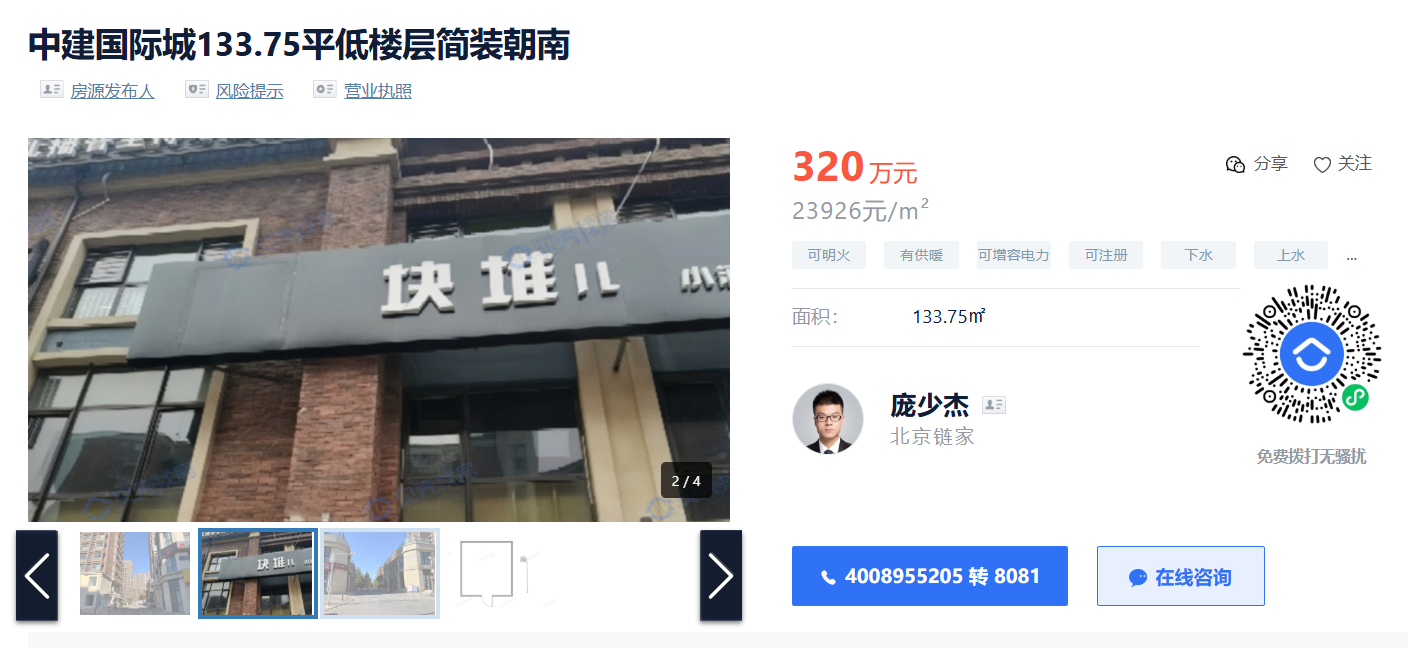 中建国际城133.75平低楼层简装朝南
房源发布人 风险提示 营业执照
块堆儿
2 / 4
320 万元
分享 关注
23926元/m²
可明火 有供暖 可增容电力 可注册 下水 上水 ...
面积: 133.75㎡
庞少杰
北京链家
免费拨打无骚扰
4008955205 转 8081
在线咨询